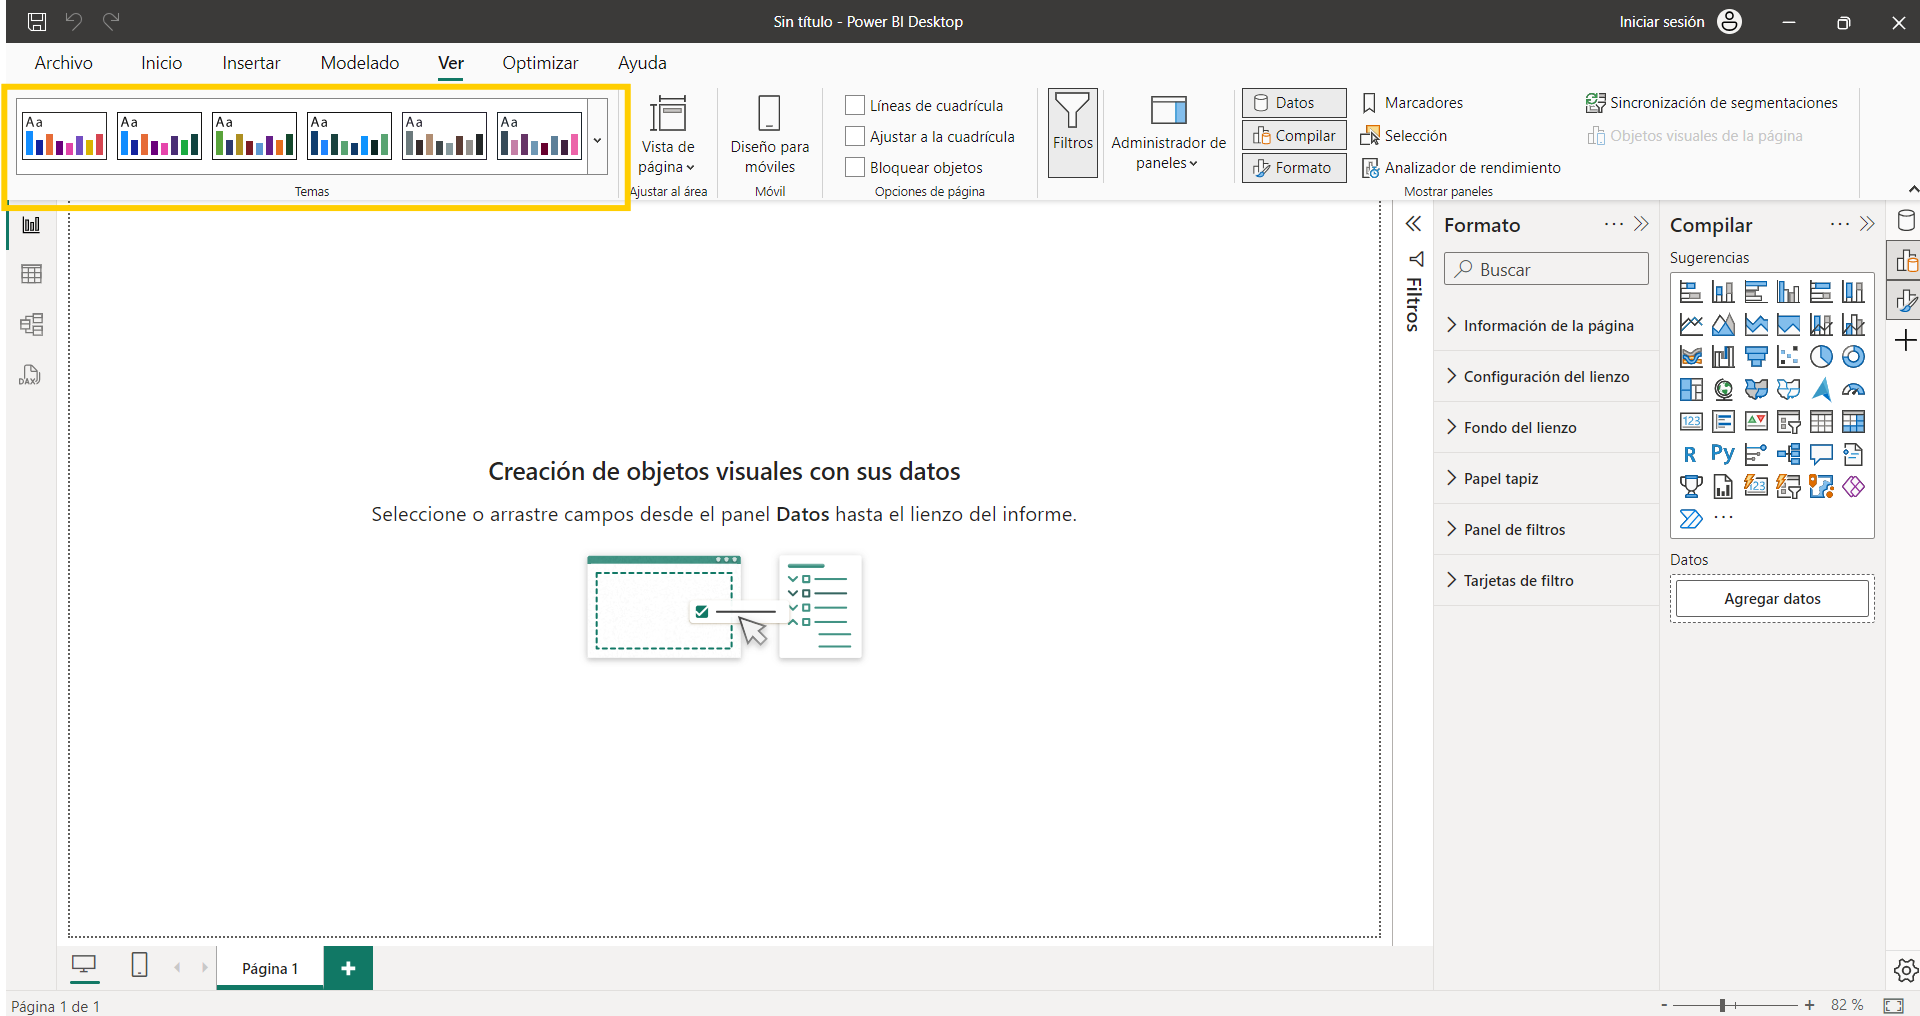 Sin título - Power BI Desktop
Iniciar sesión
Archivo
Inicio
Insertar
Modelado
Ver
Optimizar
Ayuda
Aa
Aa
Aa
Aa
Aa
Aa
Temas
Vista de
página
Ajustar al área
Diseño para
móviles
Móvil
Líneas de cuadrícula
Ajustar a la cuadrícula
Bloquear objetos
Opciones de página
Filtros
Administrador de
paneles
Datos
Compilar
Formato
Marcadores
Selección
Analizador de rendimiento
Sincronización de segmentaciones
Objetos visuales de la página
Mostrar paneles
DAX
Creación de objetos visuales con sus datos
Seleccione o arrastre campos desde el panel Datos hasta el lienzo del informe.
Filtros
Formato
Buscar
Información de la página
Configuración del lienzo
Fondo del lienzo
Papel tapiz
Panel de filtros
Tarjetas de filtro
Compilar
Sugerencias
123
R
Py
123
Datos
Agregar datos
Página 1
Página 1 de 1
82 %